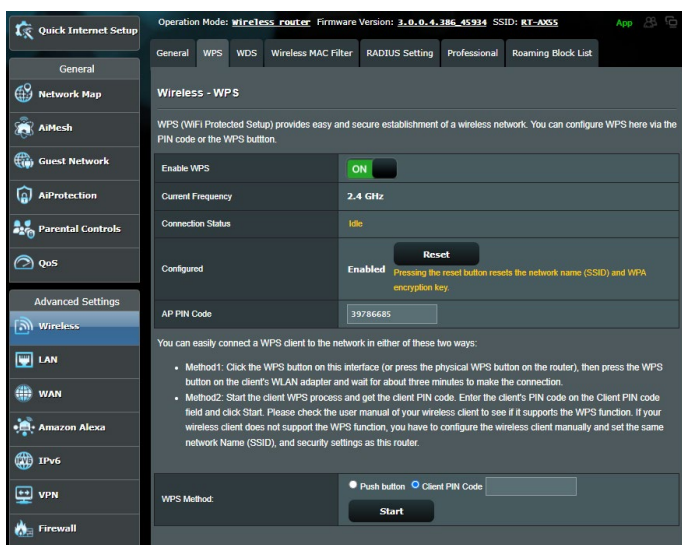 Quick Internet Setup
General
Network Map
AiMesh
Guest Network
AiProtection
Parental Controls
QoS
Advanced Settings
Wireless
LAN
WAN
Amazon Alexa
IPv6
VPN
Firewall
Operation Mode: Wireless router Firmware Version: 3.0.0.4.386_45934 SSID: RT-AX55 App
General WPS WDS Wireless MAC Filter RADIUS Setting Professional Roaming Block List
Wireless - WPS
WPS (WiFi Protected Setup) provides easy and secure establishment of a wireless network. You can configure WPS here via the
PIN code or the WPS buttton.
Enable WPS ON
Current Frequency 2.4 GHz
Connection Status Idle
Configured Enabled Reset
Pressing the reset button resets the network name (SSID) and WPA
encryption key.
AP PIN Code 39786685
You can easily connect a WPS client to the network in either of these two ways:
• Method1: Click the WPS button on this interface (or press the physical WPS button on the router), then press the WPS
button on the client's WLAN adapter and wait for about three minutes to make the connection.
• Method2: Start the client WPS process and get the client PIN code. Enter the client's PIN code on the Client PIN code
field and click Start. Please check the user manual of your wireless client to see if it supports the WPS function. If your
wireless client does not support the WPS function, you have to configure the wireless client manually and set the same
network Name (SSID), and security settings as this router.
WPS Method: Push button Client PIN Code
Start